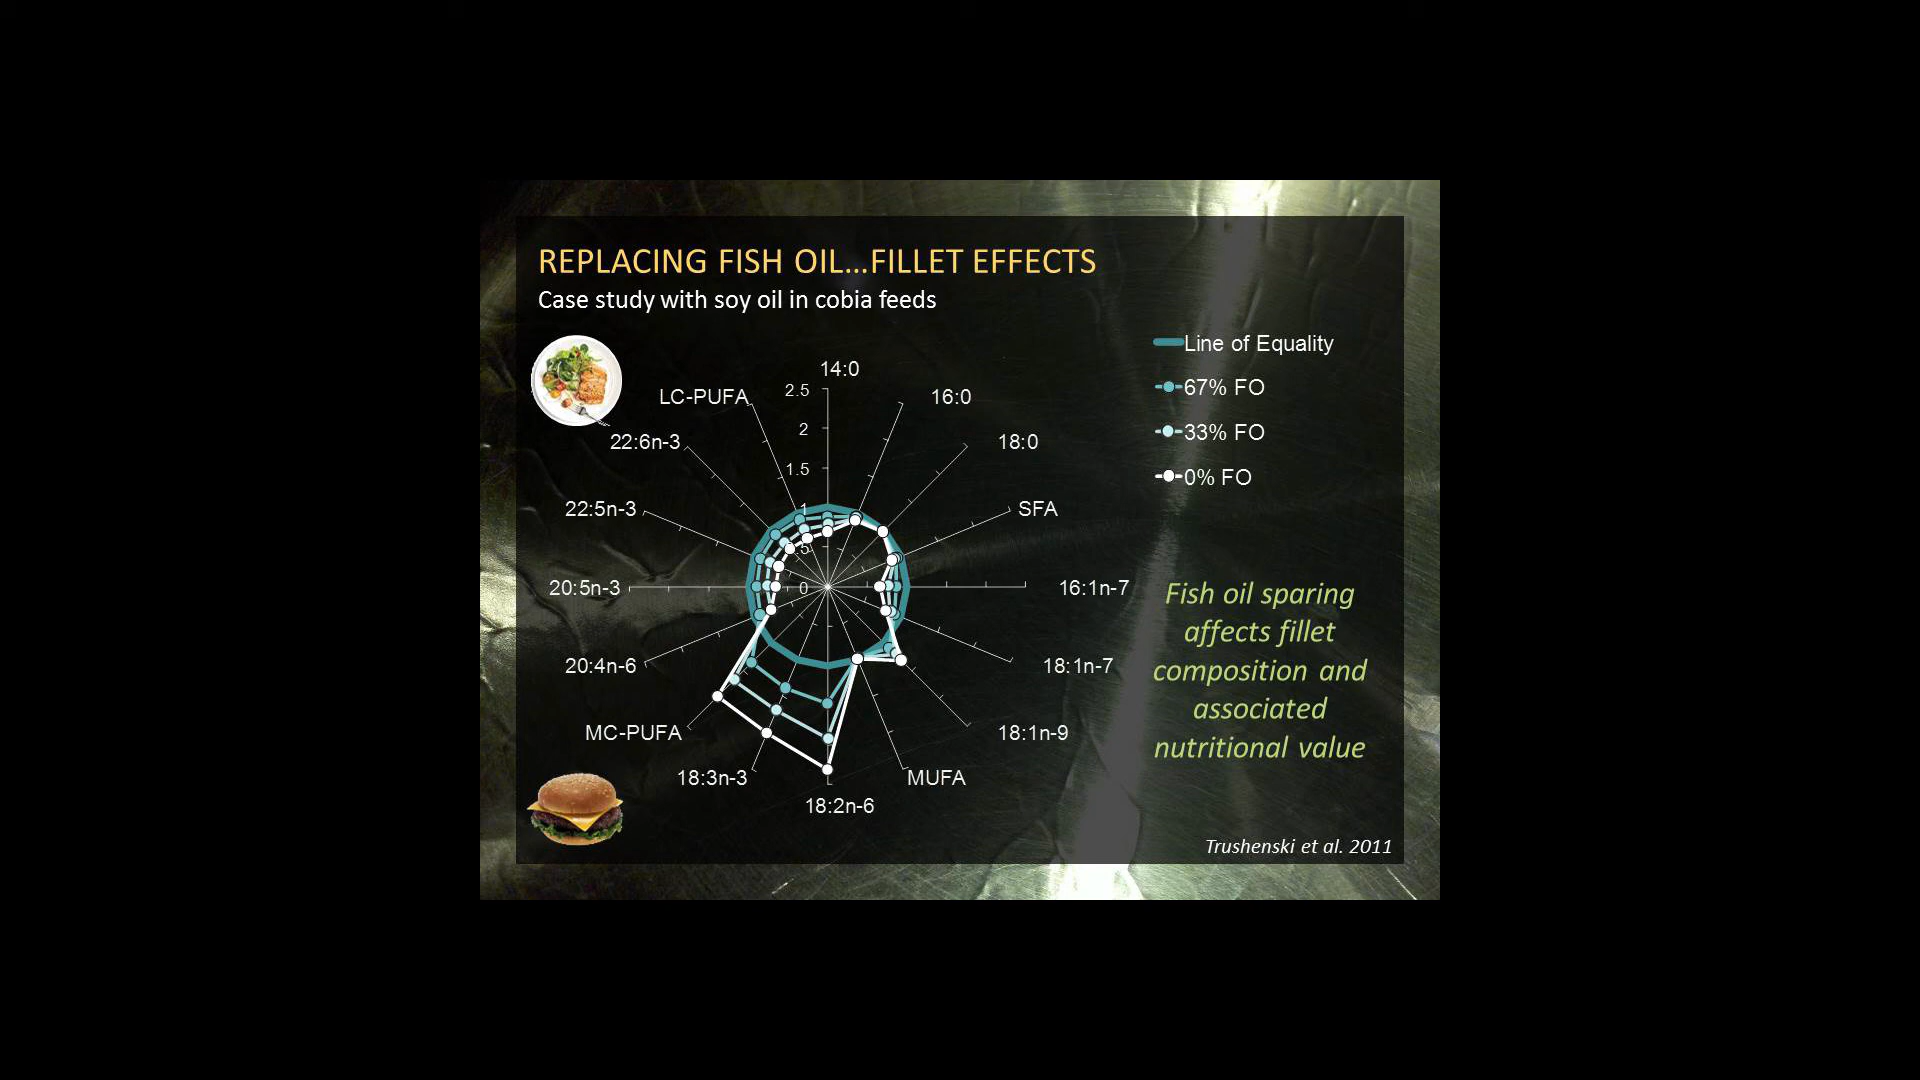 REPLACING FISH OIL...FILLET EFFECTS
Case study with soy oil in cobia feeds
Line of Equality
67% FO
33% FO
0% FO
14:0
16:0
18:0
SFA
16:1n-7
18:1n-7
18:1n-9
MUFA
18:2n-6
18:3n-3
MC-PUFA
20:4n-6
20:5n-3
22:5n-3
22:6n-3
LC-PUFA
2.5
2
1.5
1
.5
0
Fish oil sparing
affects fillet
composition and
associated
nutritional value
Trushenski et al. 2011